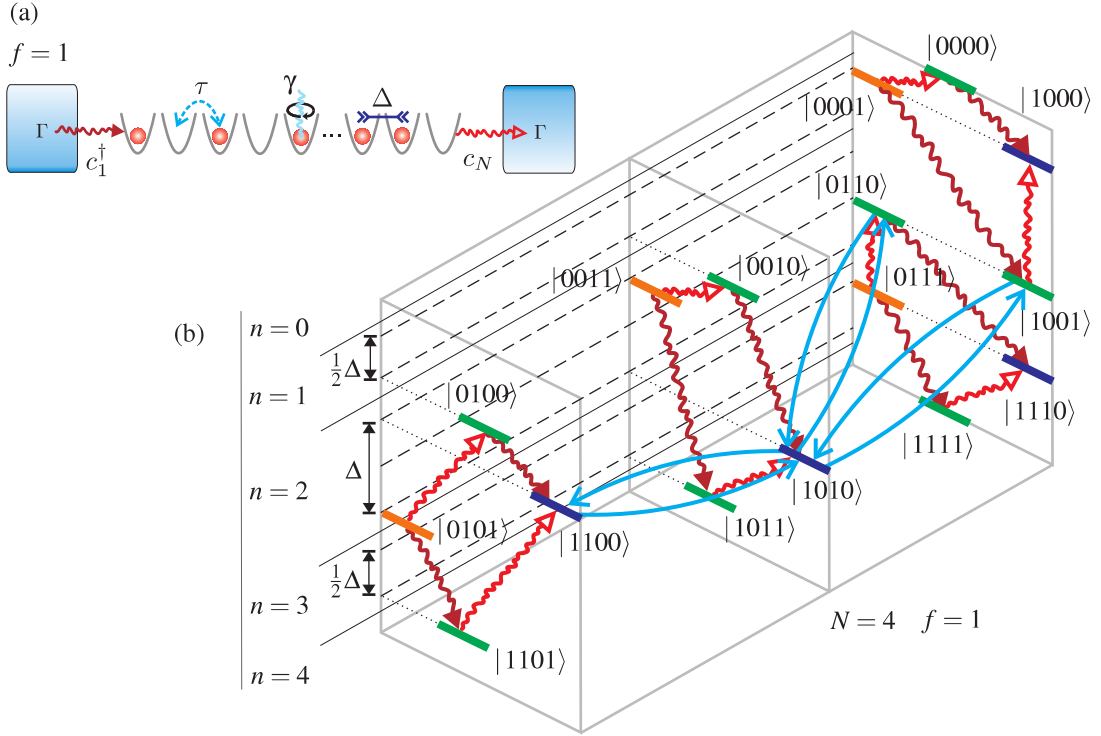 (a)
f = 1
Γ
c₁†
τ
γ
...
Δ
c_N
Γ
(b)
n = 0
½Δ
n = 1
Δ
n = 2
½Δ
n = 3
n = 4
|0100⟩
|0101⟩
|1100⟩
|1101⟩
|0011⟩
|0010⟩
|1010⟩
|1011⟩
|0000⟩
|0001⟩
|1000⟩
|0110⟩
|0111⟩
|1001⟩
|1110⟩
|1111⟩
N = 4 f = 1